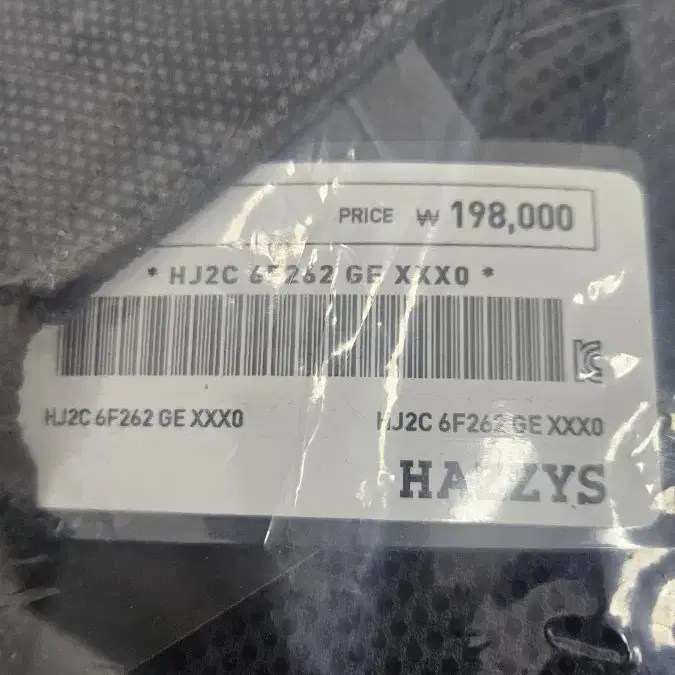 PRICE ₩ 198,000
* HJ2C 6F262 GE XXX0 *
HJ2C 6F262 GE XXX0
HJ2C 6F262 GE XXX0
HAZZYS